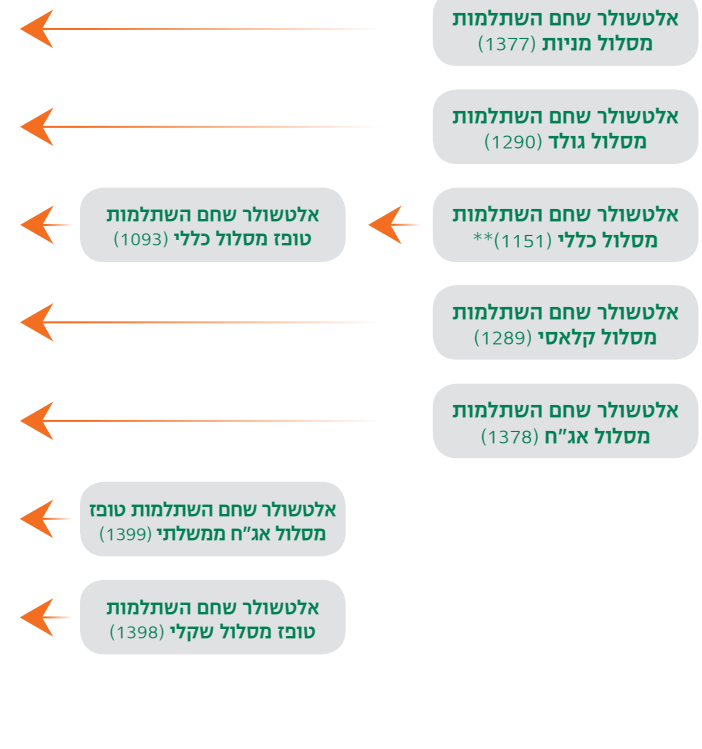 אלטשולר שחם השתלמות
מסלול מניות (1377)
אלטשולר שחם השתלמות
מסלול גולד (1290)
אלטשולר שחם השתלמות
מסלול כללי (1151)**
אלטשולר שחם השתלמות
טופז מסלול כללי (1093)
אלטשולר שחם השתלמות
מסלול קלאסי (1289)
אלטשולר שחם השתלמות
מסלול אג"ח (1378)
אלטשולר שחם השתלמות טופז
מסלול אג"ח ממשלתי (1399)
אלטשולר שחם השתלמות
טופז מסלול שקלי (1398)